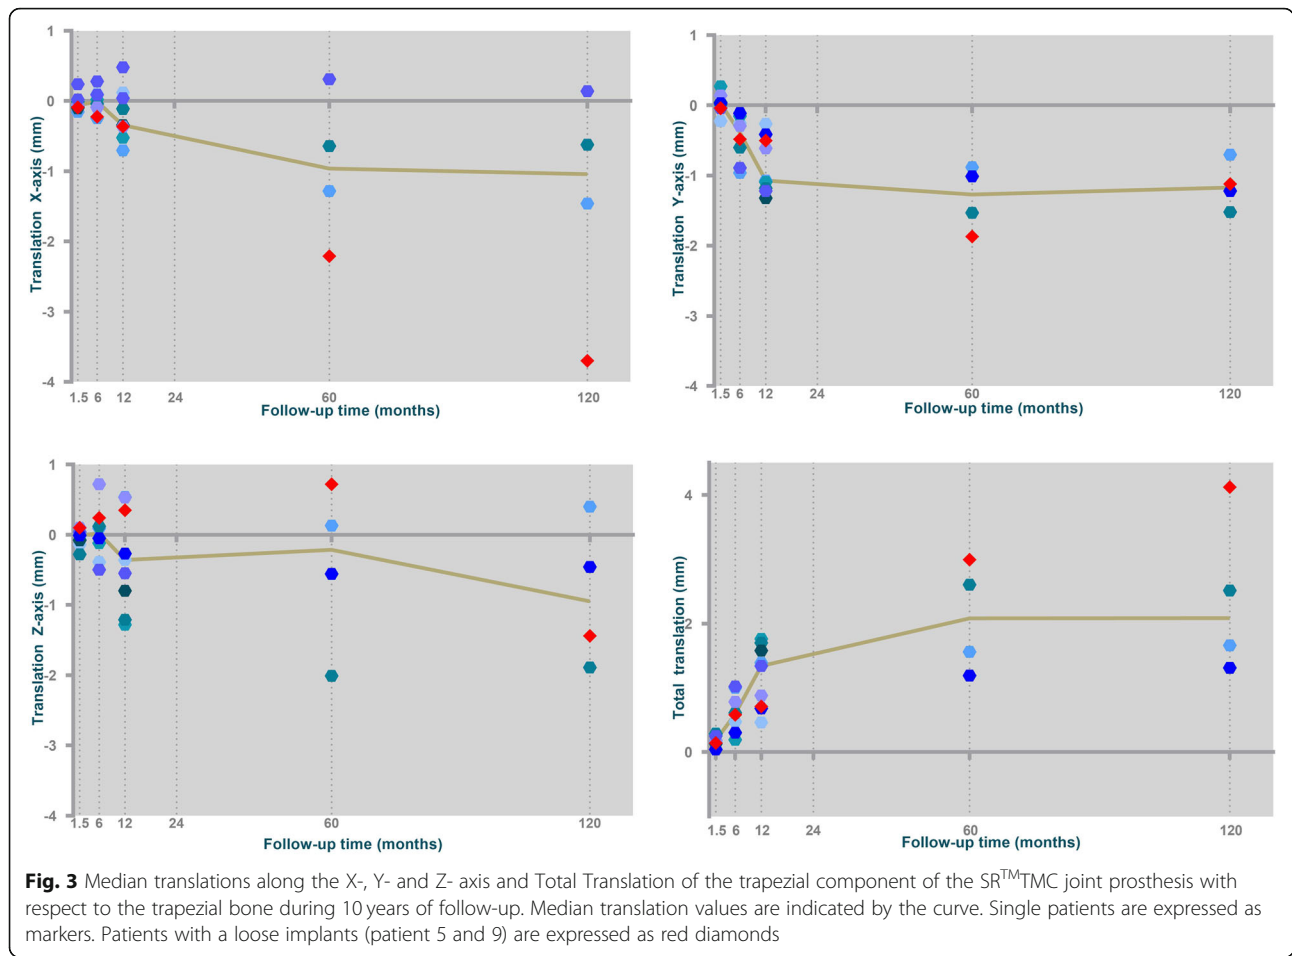 1
0
-1
-2
-3
-4
Translation X-axis (mm)
1.5 6 12 24 60 120
Follow-up time (months)
1
0
-1
-2
-3
-4
Translation Y-axis (mm)
1.5 6 12 24 60 120
Follow-up time (months)
1
0
-1
-2
-3
-4
Translation Z-axis (mm)
1.5 6 12 24 60 120
Follow-up time (months)
4
2
0
Total translation (mm)
1.5 6 12 24 60 120
Follow-up time (months)
Fig. 3 Median translations along the X-, Y- and Z- axis and Total Translation of the trapezial component of the SR™TMC joint prosthesis with
respect to the trapezial bone during 10 years of follow-up. Median translation values are indicated by the curve. Single patients are expressed as
markers. Patients with a loose implants (patient 5 and 9) are expressed as red diamonds